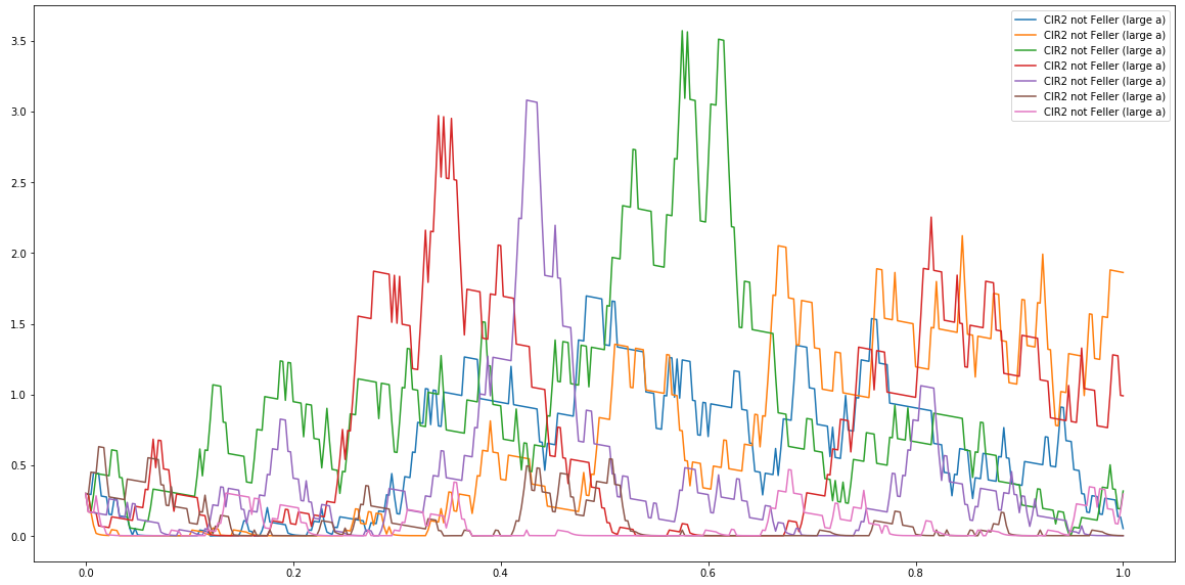 CIR2 not Feller (large a)
CIR2 not Feller (large a)
CIR2 not Feller (large a)
CIR2 not Feller (large a)
CIR2 not Feller (large a)
CIR2 not Feller (large a)
CIR2 not Feller (large a)
3.5
3.0
2.5
2.0
1.5
1.0
0.5
0.0
0.0 0.2 0.4 0.6 0.8 1.0